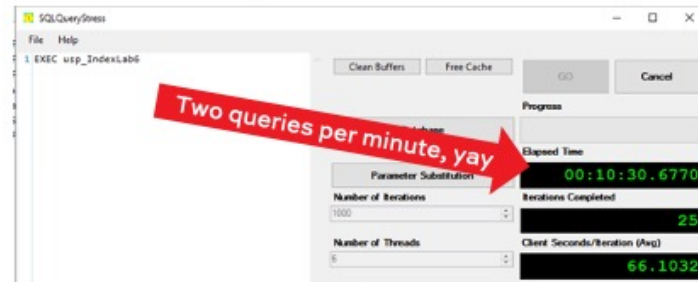 SQLQueryStress
File Help
1 EXEC usp_IndexLab6
Clean Buffers Free Cache
GO Cancel
Two queries per minute, yay
Progress
Elapsed Time
00:10:30.6770
Parameter Substitution
Number of Iterations
1000
Iterations Completed
25
Number of Threads
6
Client Seconds/Iteration (Avg)
66.1032